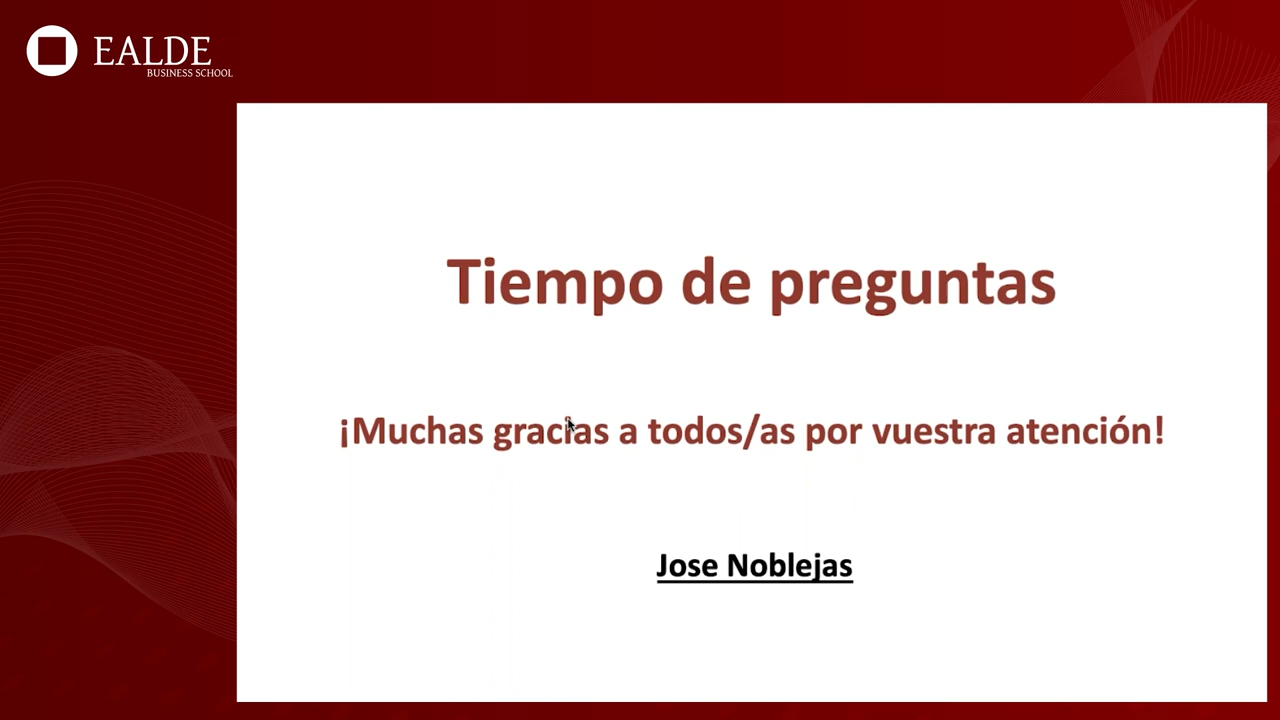 EALDE
BUSINESS SCHOOL
Tiempo de preguntas
¡Muchas gracias a todos/as por vuestra atención!
Jose Noblejas